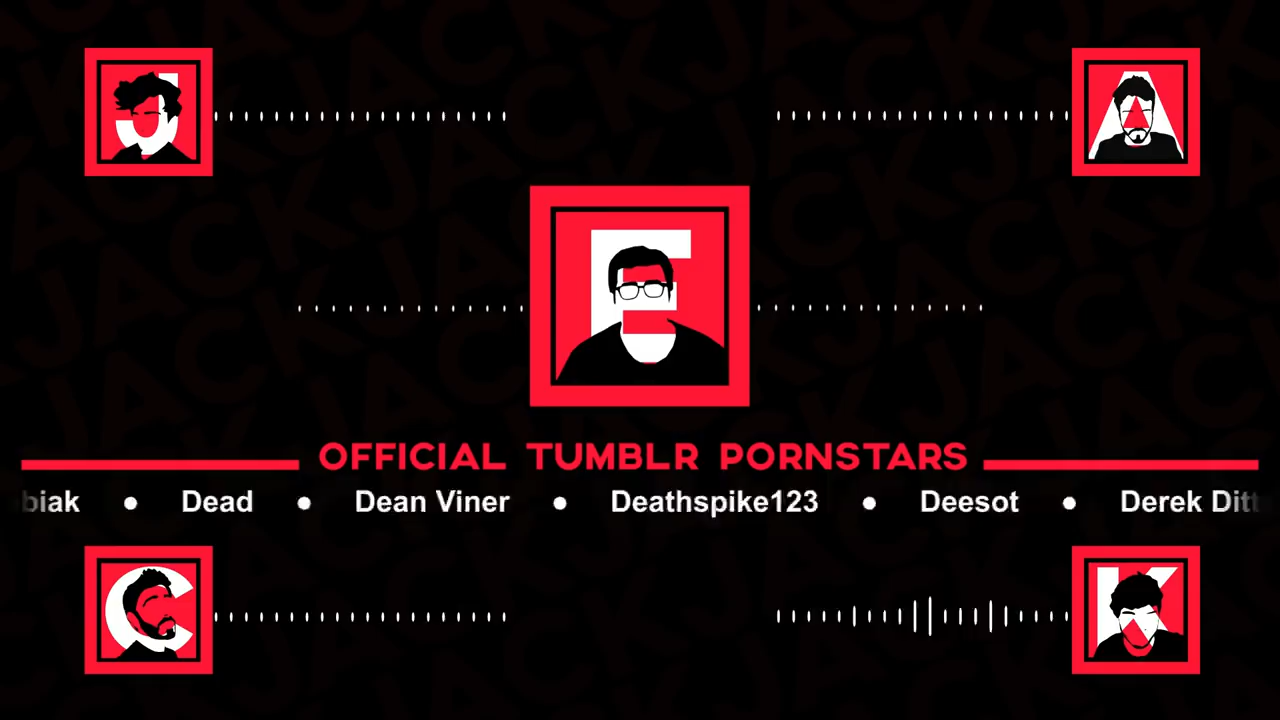 J
A
E
OFFICIAL TUMBLR PORNSTARS
biak • Dead • Dean Viner • Deathspike123 • Deesot • Derek Ditt
C
K